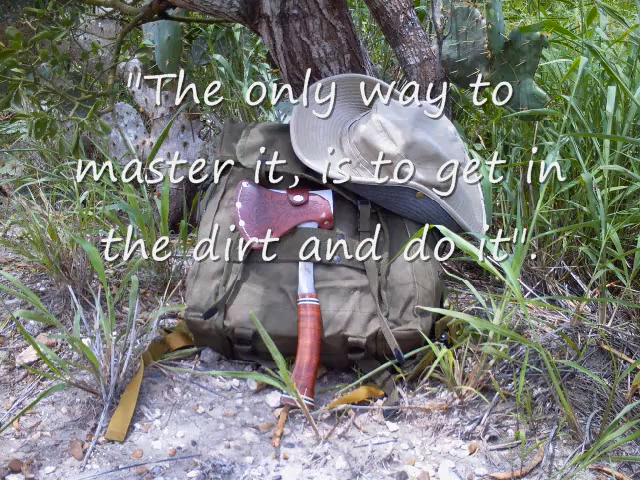 "The only way to
master it, is to get in
the dirt and do it".